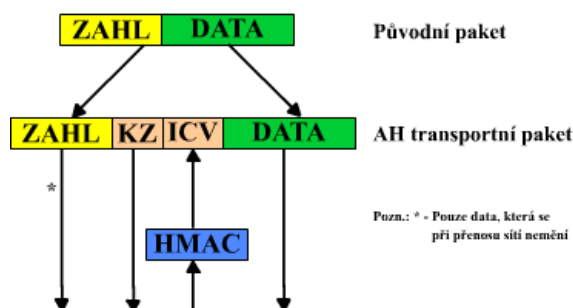 ZAHL DATA Původní paket
ZAHL KZ ICV DATA AH transportní paket
*
Pozn.: * - Pouze data, která se
při přenosu sítí nemění
HMAC